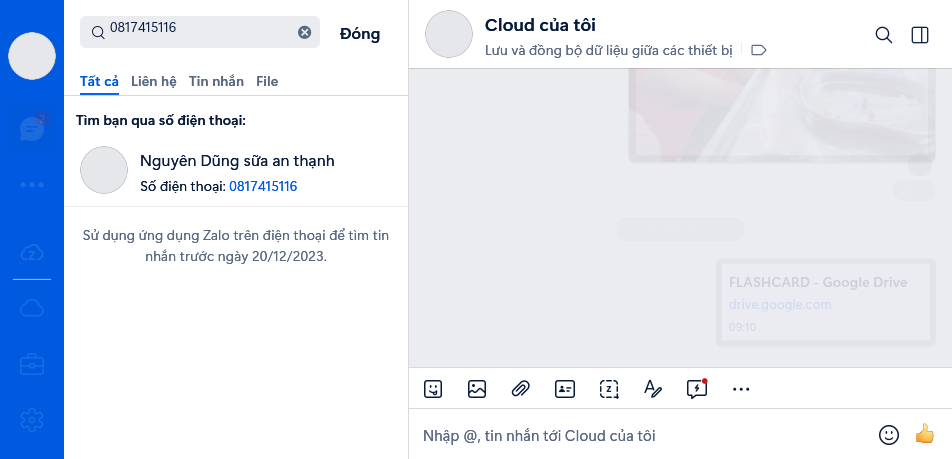 0817415116
Đóng
Tất cả Liên hệ Tin nhắn File
Tìm bạn qua số điện thoại:
Nguyên Dũng sữa an thạnh
Số điện thoại: 0817415116
Sử dụng ứng dụng Zalo trên điện thoại để tìm tin
nhắn trước ngày 20/12/2023.
Cloud của tôi
Lưu và đồng bộ dữ liệu giữa các thiết bị
FLASHCARD - Google Drive
drive.google.com
09:10
Nhập @, tin nhắn tới Cloud của tôi